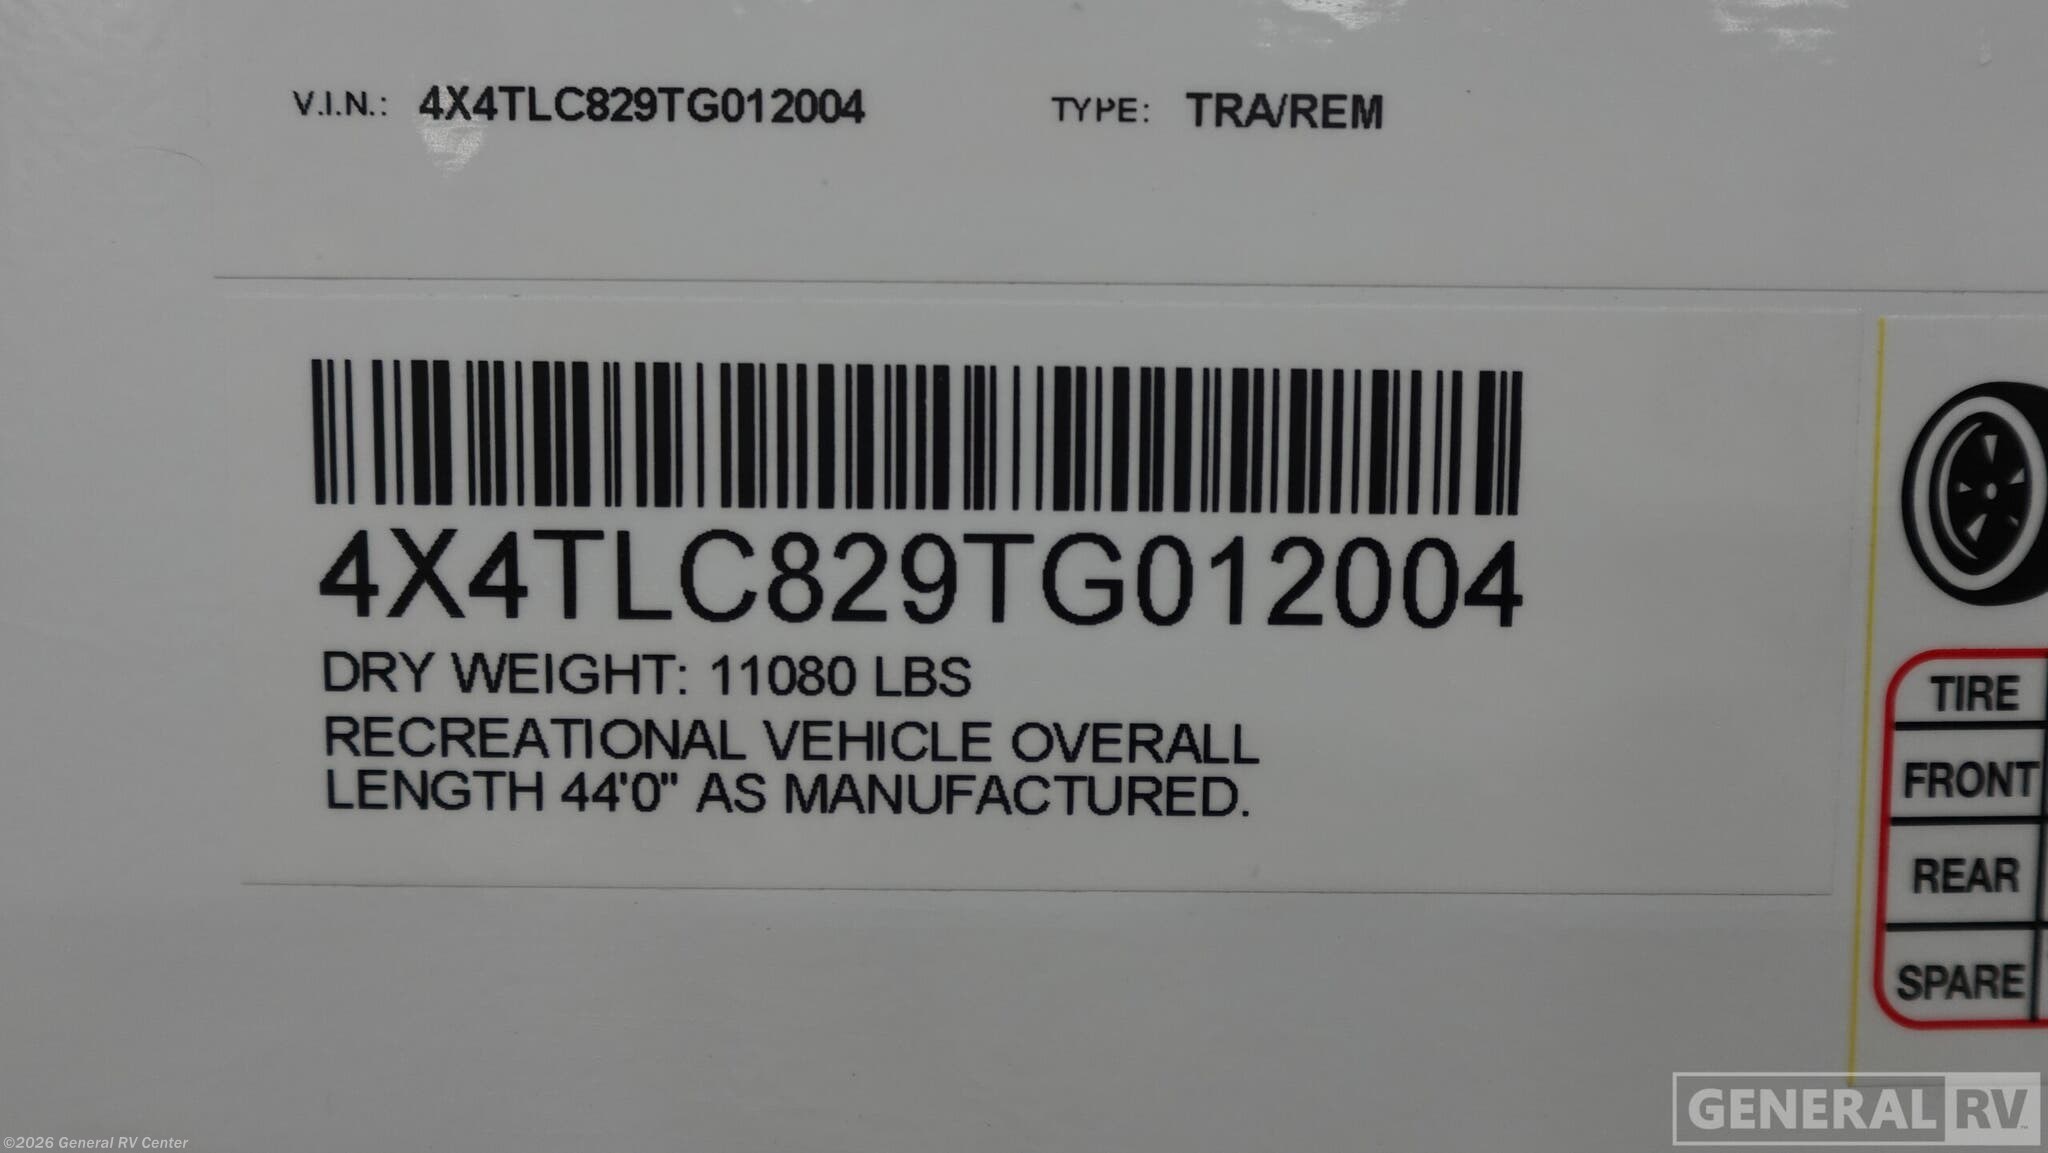 V.I.N.: 4X4TLC829TG012004 TYPE: TRA/REM
4X4TLC829TG012004
DRY WEIGHT: 11080 LBS
RECREATIONAL VEHICLE OVERALL
LENGTH 44'0" AS MANUFACTURED.
TIRE
FRONT
REAR
SPARE
GENERAL RV
©2026 General RV Center